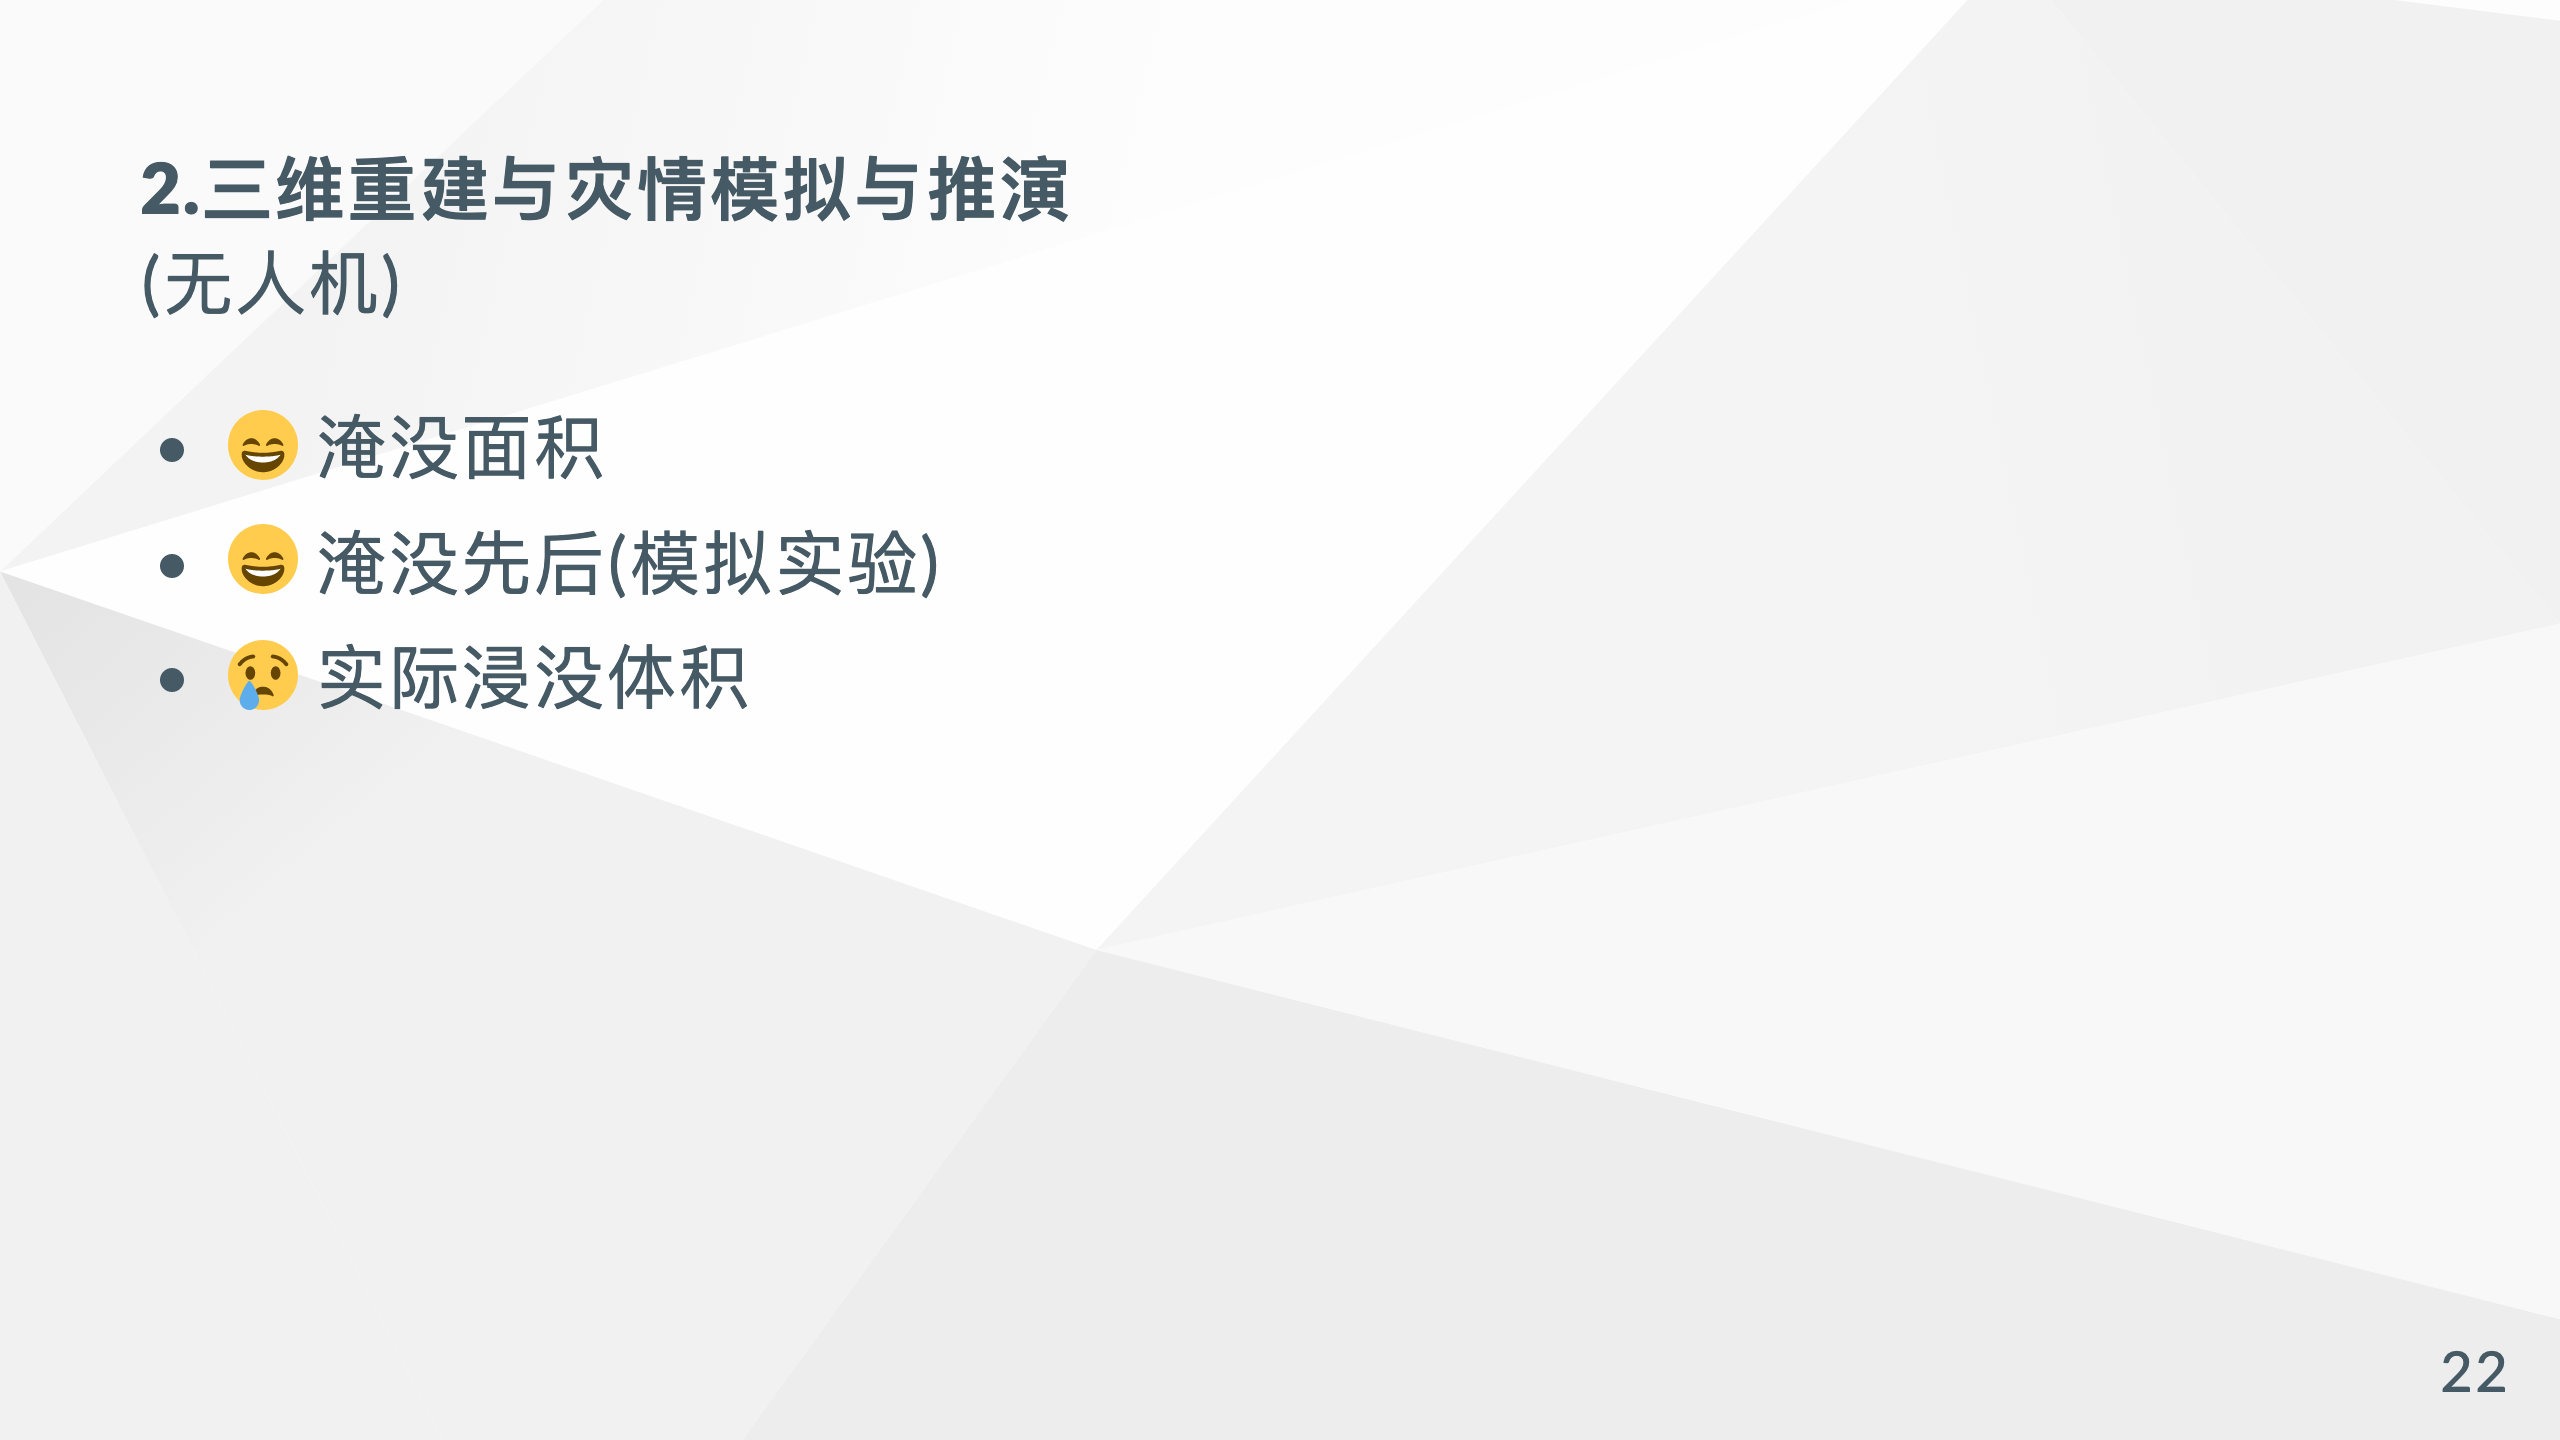 2.三维重建与灾情模拟与推演
(无人机)
• 😄 淹没面积
• 😄 淹没先后(模拟实验)
• 😢 实际浸没体积
22